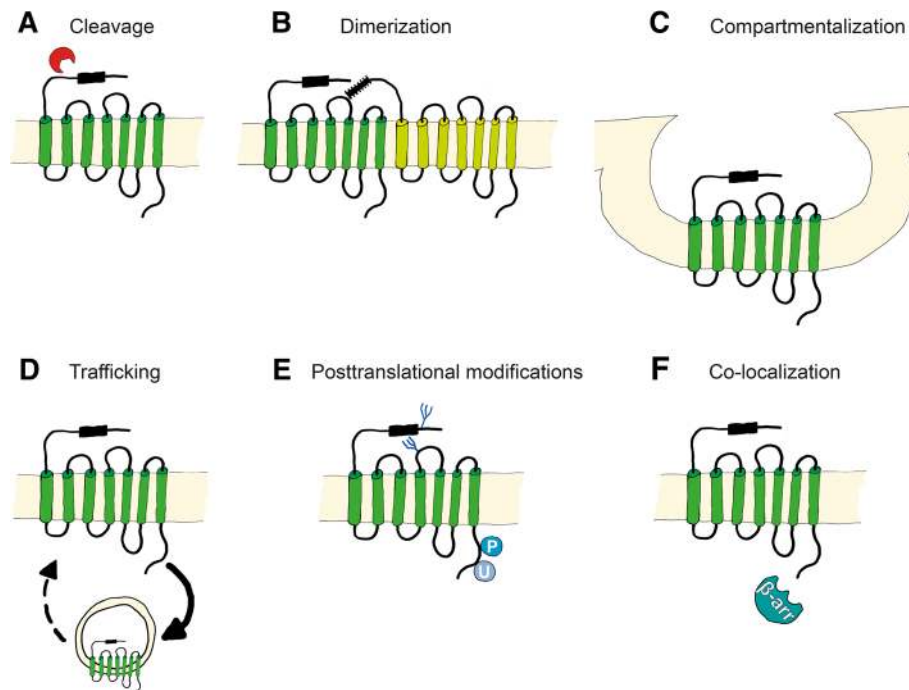 A Cleavage
B Dimerization
C Compartmentalization
D Trafficking
E Posttranslational modifications
F Co-localization
P
U
β-arr